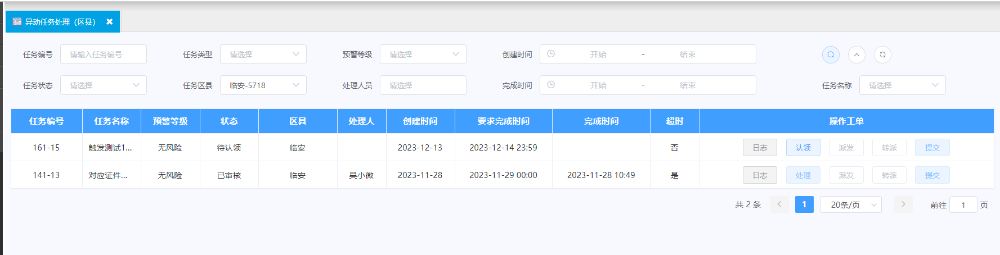 异动任务处理（区县）
任务编号 请输入任务编号 任务类型 请选择 预警等级 请选择 创建时间 开始 - 结束
任务状态 请选择 任务区县 临安-5718 处理人员 请选择 完成时间 开始 - 结束 任务名称 请选择
任务编号 任务名称 预警等级 状态 区县 处理人 创建时间 要求完成时间 完成时间 超时 操作工单
161-15 触发测试1... 无风险 待认领 临安 2023-12-13 2023-12-14 23:59 否 日志 认领 派发 转派 提交
141-13 对应证件... 无风险 已审核 临安 吴小微 2023-11-28 2023-11-29 00:00 2023-11-28 10:49 是 日志 处理 派发 转派 提交
共 2 条 1 20条/页 前往 1 页